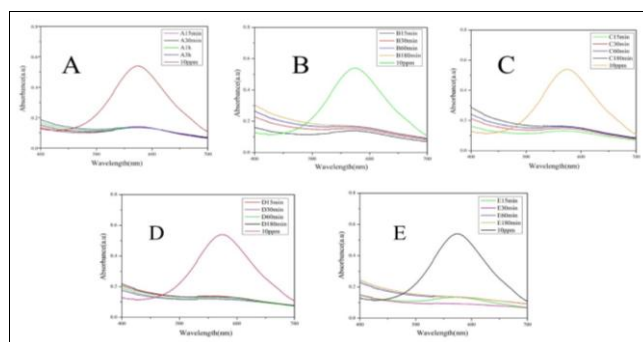 A
A15min
A30min
A1h
A3h
10ppm
Absorbance(a.u)
Wavelength(nm)
B
B15min
B30min
B60min
B180min
10ppm
Absorbance(a.u)
Wavelength(nm)
C
C15min
C30min
C60min
C180min
10ppm
Absorbance(a.u)
Wavelength(nm)
D
D15min
D30min
D60min
D180min
10ppm
Absorbance(a.u)
Wavelength(nm)
E
E15min
E30min
E60min
E180min
10ppm
Absorbance(a.u)
Wavelength(nm)